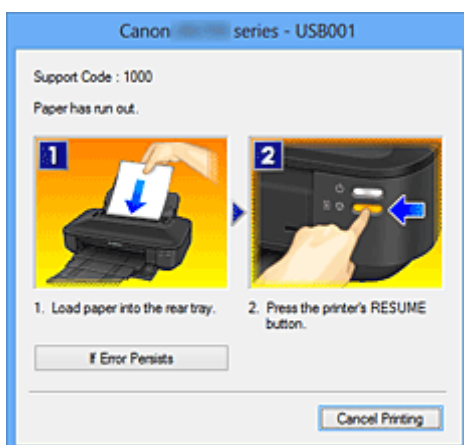 Canon series - USB001
Support Code : 1000
Paper has run out.
1
2
1. Load paper into the rear tray.
2. Press the printer's RESUME
button.
If Error Persists
Cancel Printing